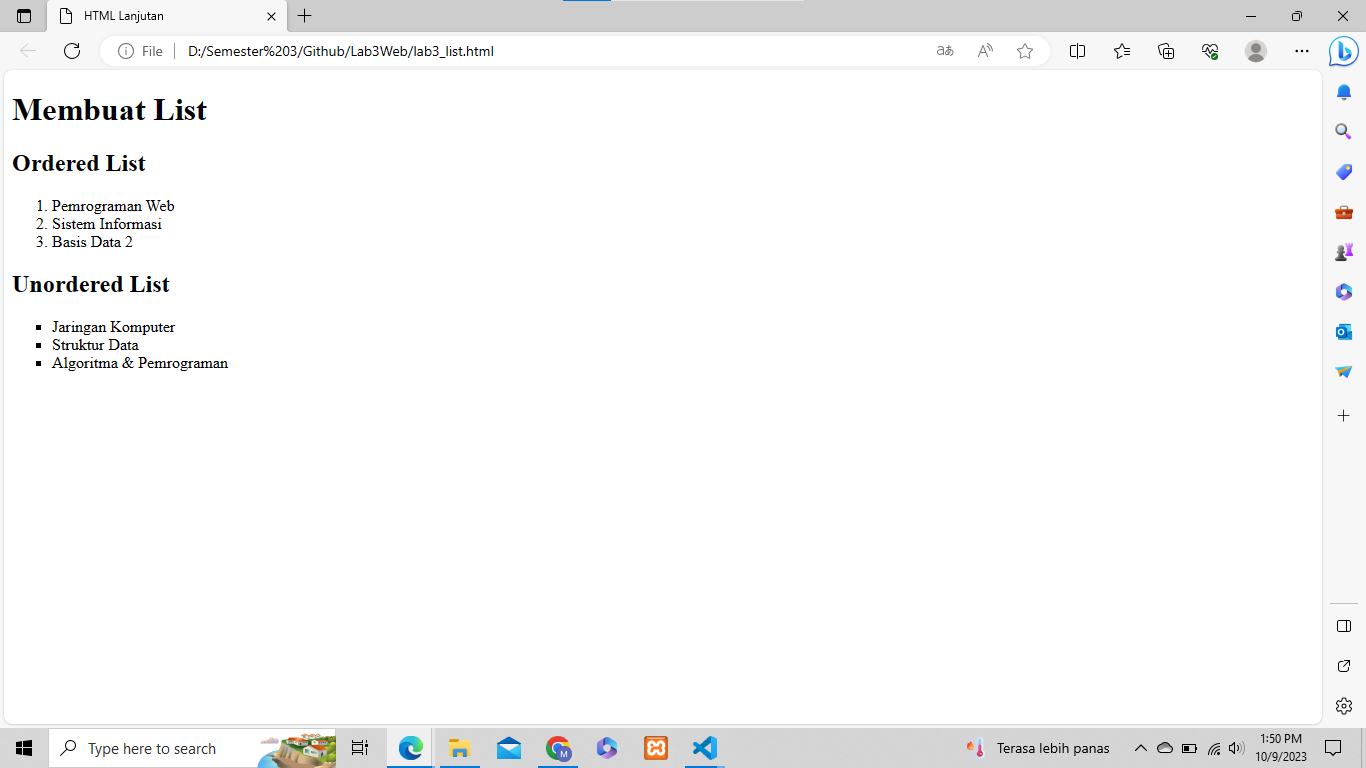 HTML Lanjutan
File
D:/Semester%203/Github/Lab3Web/lab3_list.html
Membuat List
Ordered List
1. Pemrograman Web
2. Sistem Informasi
3. Basis Data 2
Unordered List
▪ Jaringan Komputer
▪ Struktur Data
▪ Algoritma & Pemrograman
Type here to search
M
Terasa lebih panas
1:50 PM
10/9/2023